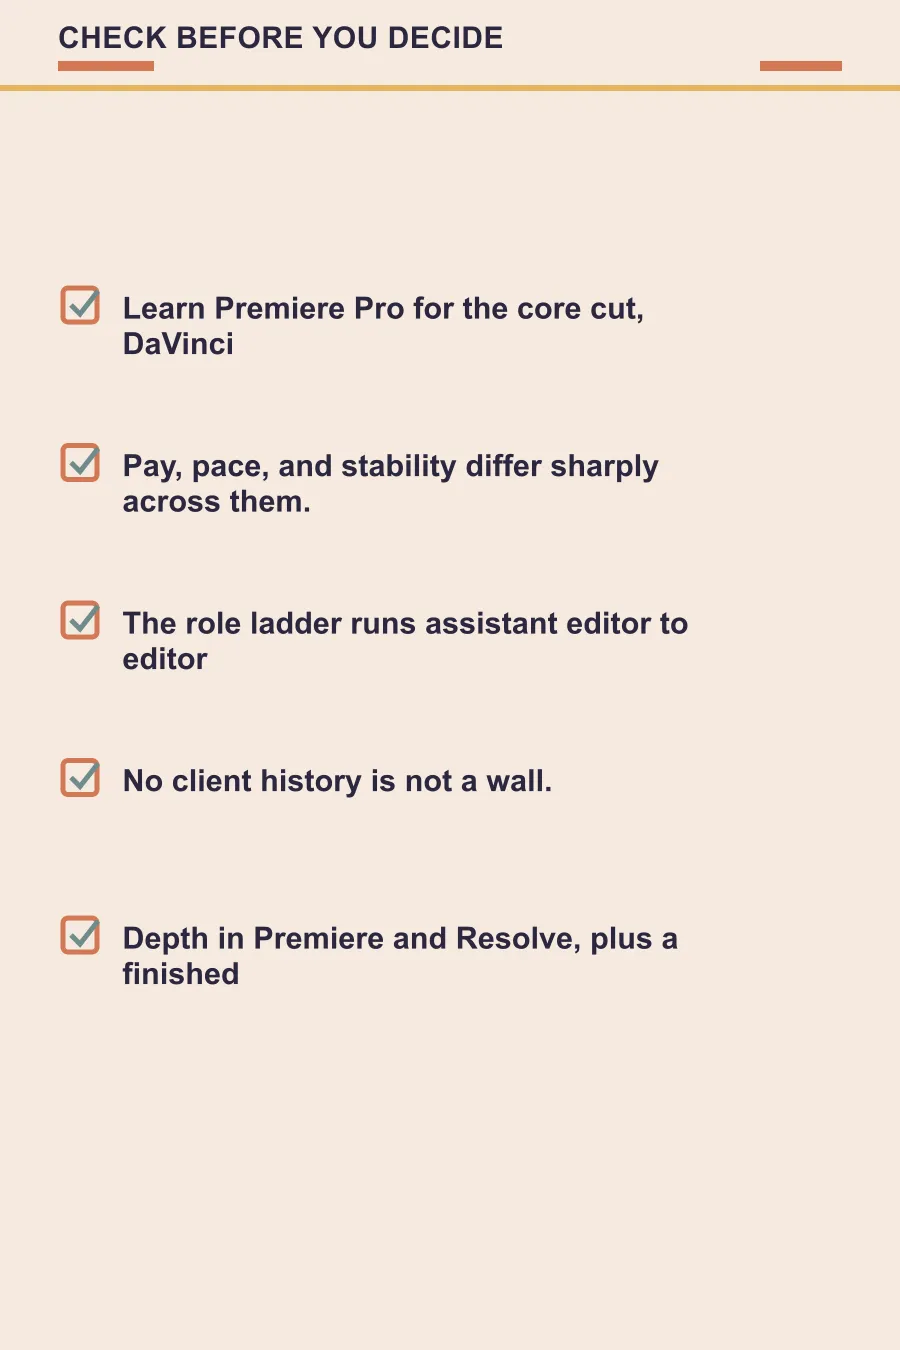 CHECK BEFORE YOU DECIDE
Learn Premiere Pro for the core cut,
DaVinci
Pay, pace, and stability differ sharply
across them.
The role ladder runs assistant editor to
editor
No client history is not a wall.
Depth in Premiere and Resolve, plus a
finished